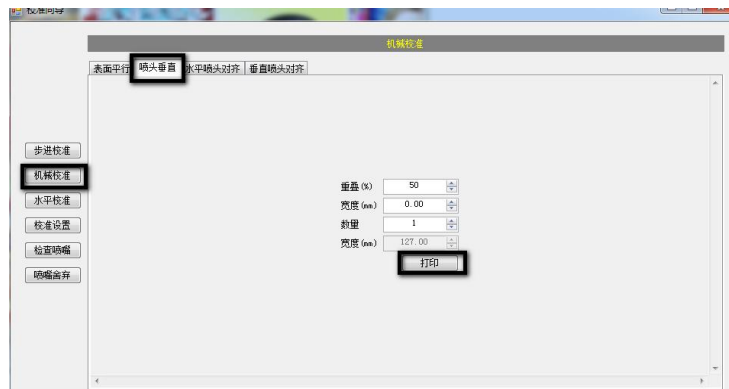 校准向导
机械校准
表面平行 喷头垂直 水平喷头对齐 垂直喷头对齐
步进校准
机械校准
水平校准
校准设置
检查喷嘴
喷嘴舍弃
重叠(%) 50
宽度(mm) 0.00
数量 1
宽度(mm) 127.00
打印